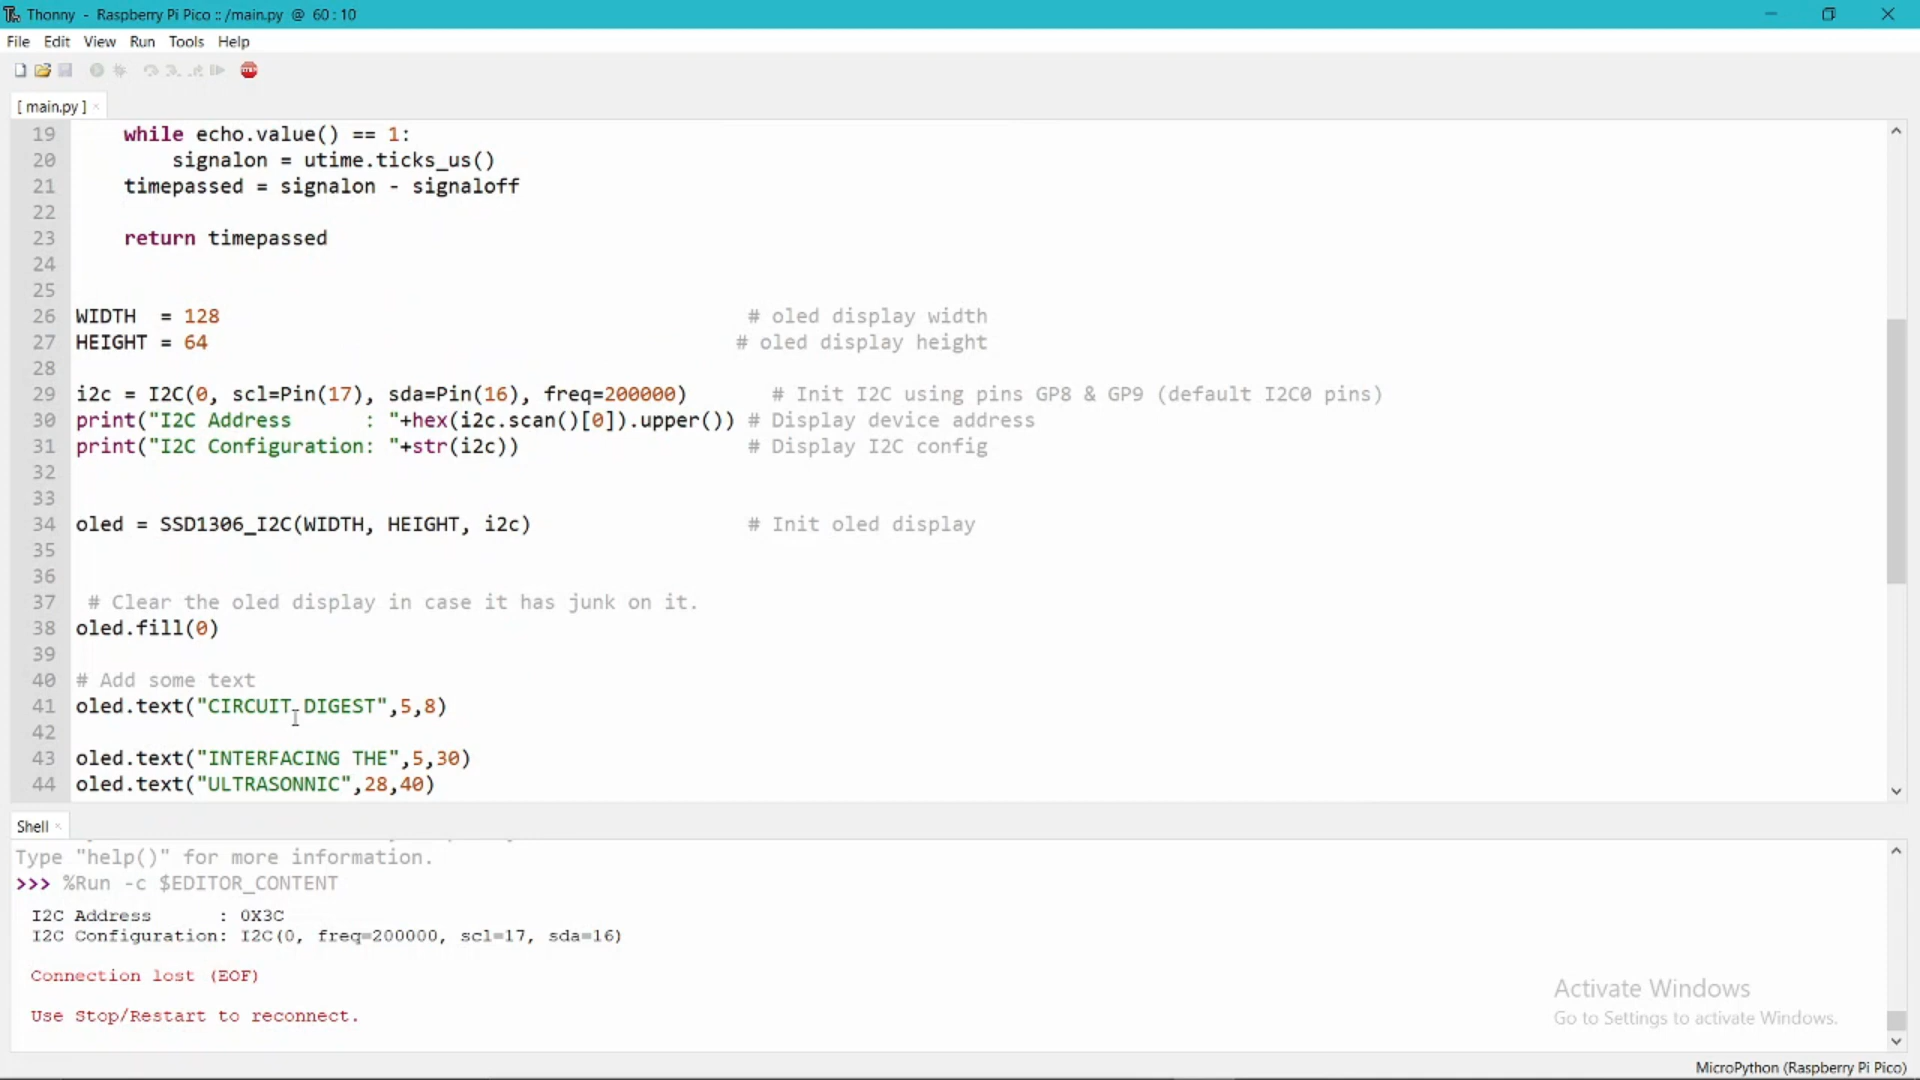 Thonny - Raspberry Pi Pico :: /main.py @ 60 : 10
File Edit View Run Tools Help
[ main.py ] ×
19     while echo.value() == 1:
20         signalon = utime.ticks_us()
21     timepassed = signalon - signaloff
22
23     return timepassed
24
25
26 WIDTH  = 128                                            # oled display width
27 HEIGHT = 64                                            # oled display height
28
29 i2c = I2C(0, scl=Pin(17), sda=Pin(16), freq=200000)       # Init I2C using pins GP8 & GP9 (default I2C0 pins)
30 print("I2C Address      : "+hex(i2c.scan()[0]).upper()) # Display device address
31 print("I2C Configuration: "+str(i2c))                   # Display I2C config
32
33
34 oled = SSD1306_I2C(WIDTH, HEIGHT, i2c)                  # Init oled display
35
36
37  # Clear the oled display in case it has junk on it.
38 oled.fill(0)
39
40 # Add some text
41 oled.text("CIRCUIT DIGEST",5,8)
42
43 oled.text("INTERFACING THE",5,30)
44 oled.text("ULTRASONNIC",28,40)
Shell ×
Type "help()" for more information.
>>> %Run -c $EDITOR_CONTENT
I2C Address      : 0X3C
I2C Configuration: I2C(0, freq=200000, scl=17, sda=16)
Connection lost (EOF)
Use Stop/Restart to reconnect.
Activate Windows
Go to Settings to activate Windows.
MicroPython (Raspberry Pi Pico)